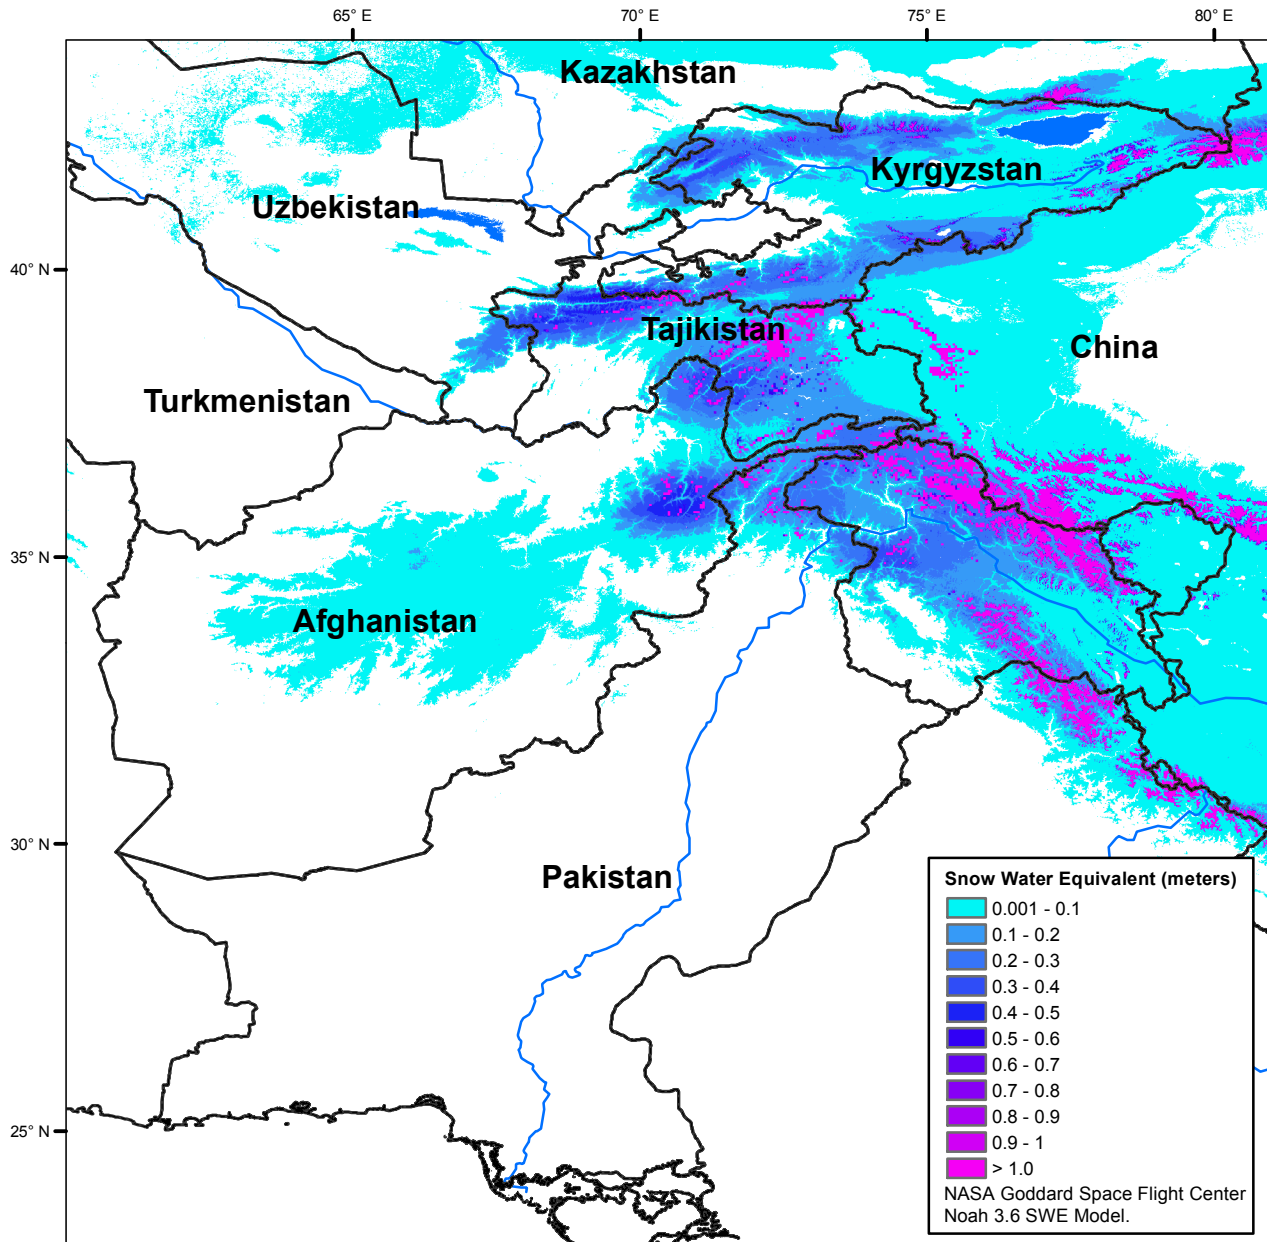 65° E
70° E
75° E
80° E
Kazakhstan
Kyrgyzstan
Uzbekistan
40° N
Tajikistan
China
Turkmenistan
35° N
Afghanistan
30° N
Pakistan
25° N
Snow Water Equivalent (meters)
0.001 - 0.1
0.1 - 0.2
0.2 - 0.3
0.3 - 0.4
0.4 - 0.5
0.5 - 0.6
0.6 - 0.7
0.7 - 0.8
0.8 - 0.9
0.9 - 1
> 1.0
NASA Goddard Space Flight Center
Noah 3.6 SWE Model.